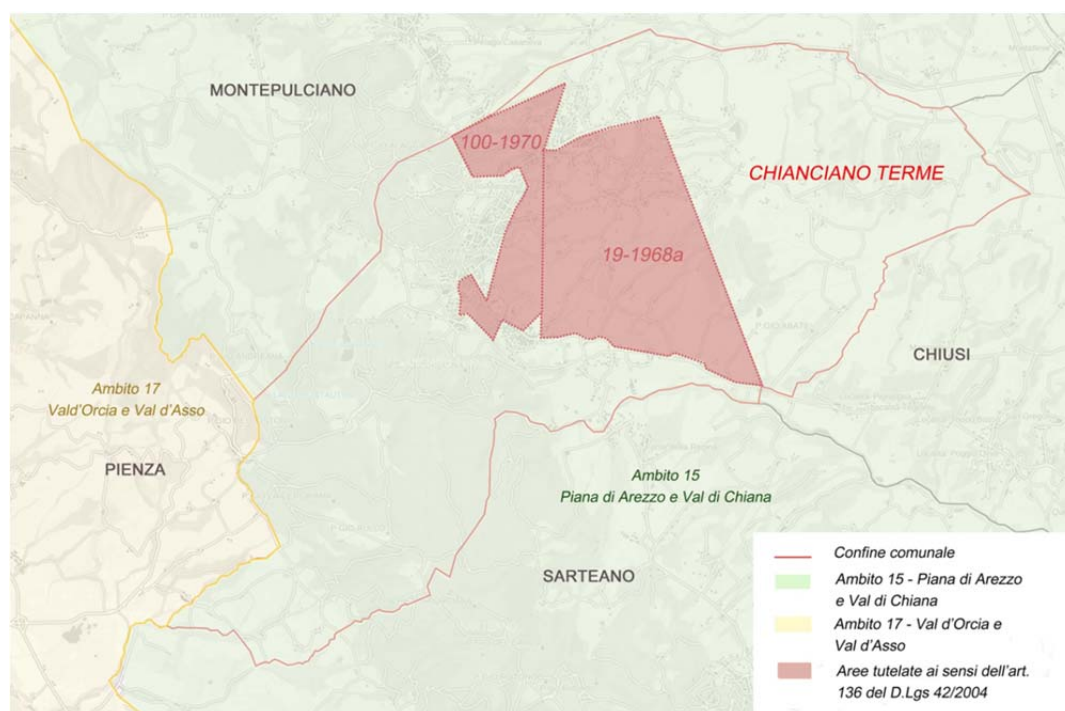 MONTEPULCIANO
100-1970
CHIANCIANO TERME
19-1968a
CHIUSI
Ambito 17
Vald'Orcia e Val d'Asso
PIENZA
Ambito 15
Piana di Arezzo e Val di Chiana
SARTEANO
Confine comunale
Ambito 15 - Piana di Arezzo
e Val di Chiana
Ambito 17 - Val d'Orcia e
Val d'Asso
Aree tutelate ai sensi dell'art.
136 del D.Lgs 42/2004